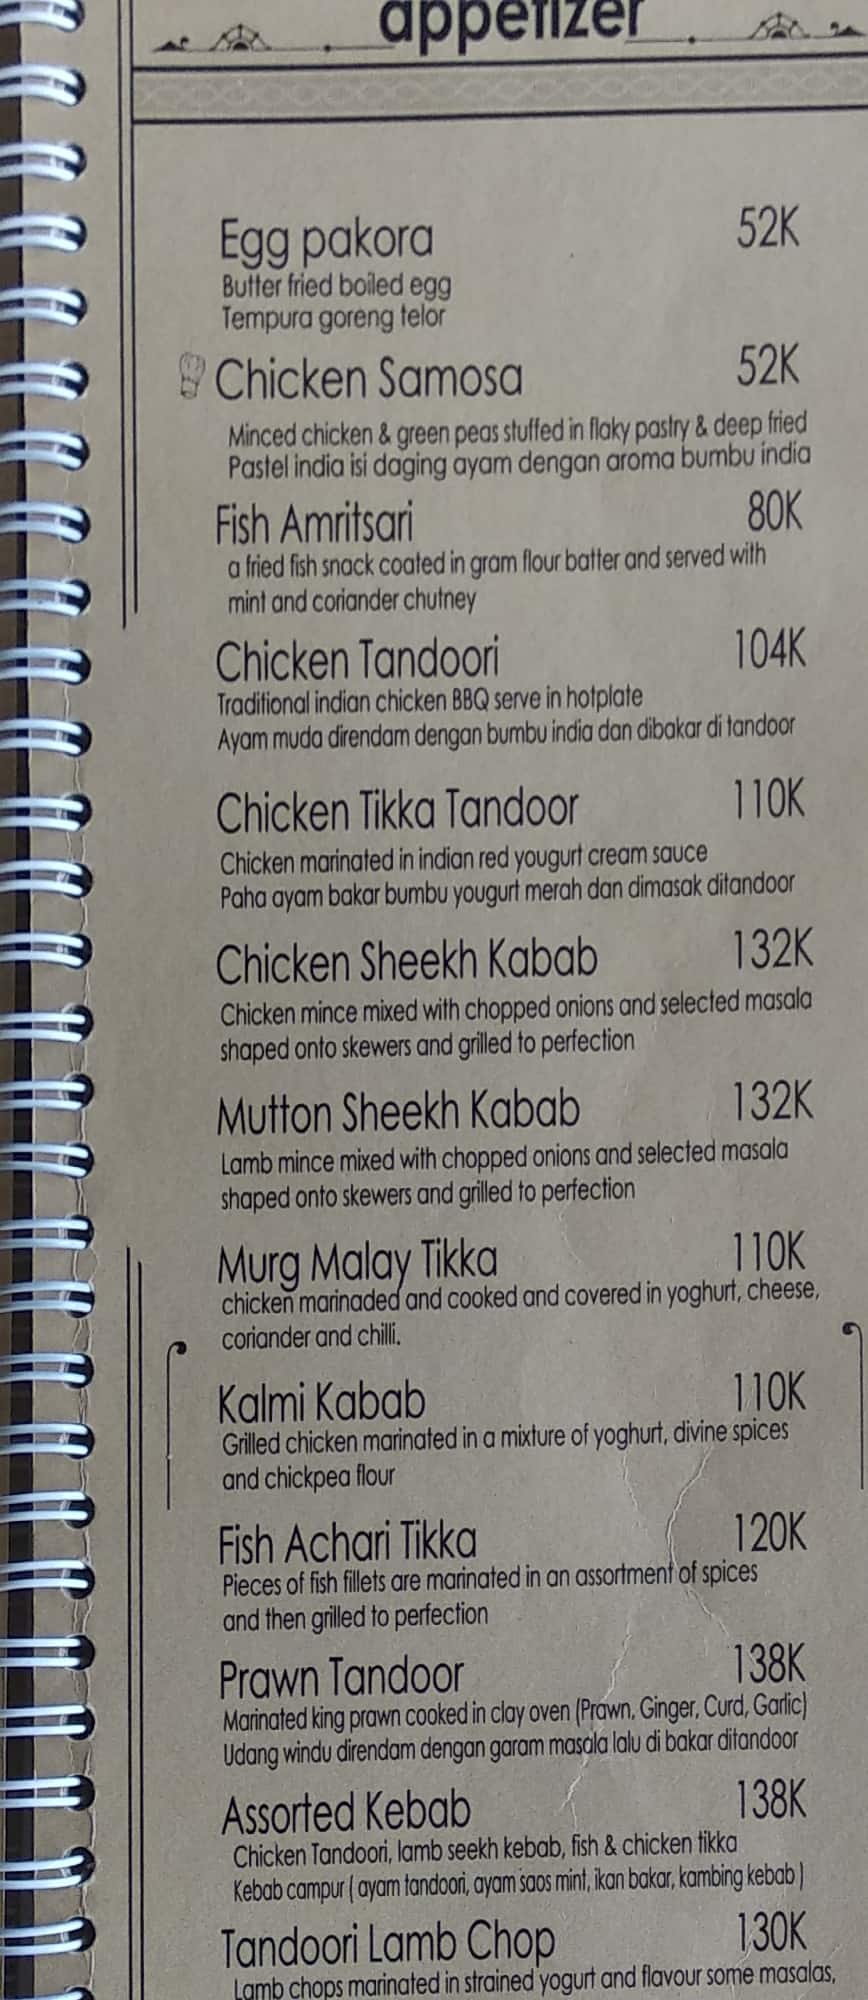 appetizer
Egg pakora 52K
Butter fried boiled egg
Tempura goreng telor
Chicken Samosa 52K
Minced chicken & green peas stuffed in flaky pastry & deep fried
Pastel india isi daging ayam dengan aroma bumbu india
Fish Amritsari 80K
a fried fish snack coated in gram flour batter and served with
mint and coriander chutney
Chicken Tandoori 104K
Traditional indian chicken BBQ serve in hotplate
Ayam muda direndam dengan bumbu india dan dibakar di tandoor
Chicken Tikka Tandoor 110K
Chicken marinated in indian red yougurt cream sauce
Paha ayam bakar bumbu yougurt merah dan dimasak ditandoor
Chicken Sheekh Kabab 132K
Chicken mince mixed with chopped onions and selected masala
shaped onto skewers and grilled to perfection
Mutton Sheekh Kabab 132K
Lamb mince mixed with chopped onions and selected masala
shaped onto skewers and grilled to perfection
Murg Malay Tikka 110K
chicken marinaded and cooked and covered in yoghurt, cheese,
coriander and chilli.
Kalmi Kabab 110K
Grilled chicken marinated in a mixture of yoghurt, divine spices
and chickpea flour
Fish Achari Tikka 120K
Pieces of fish fillets are marinated in an assortment of spices
and then grilled to perfection
Prawn Tandoor 138K
Marinated king prawn cooked in clay oven (Prawn, Ginger, Curd, Garlic)
Udang windu direndam dengan garam masala lalu di bakar ditandoor
Assorted Kebab 138K
Chicken Tandoori, lamb seekh kebab, fish & chicken tikka
Kebab campur ( ayam tandoori, ayam saos mint, ikan bakar, kambing kebab )
Tandoori Lamb Chop 130K
Lamb chops marinated in strained yogurt and flavour some masalas,